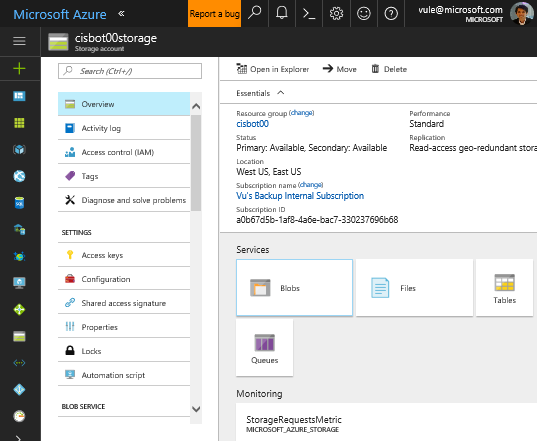 Microsoft Azure «
Report a bug
vule@microsoft.com
MICROSOFT
cisbot00storage
Storage account
Search (Ctrl+/)
Overview
Activity log
Access control (IAM)
Tags
Diagnose and solve problems
SETTINGS
Access keys
Configuration
Shared access signature
Properties
Locks
Automation script
BLOB SERVICE
Open in Explorer
Move
Delete
Essentials
Resource group (change)
cisbot00
Status
Primary: Available, Secondary: Available
Location
West US, East US
Subscription name (change)
Vu's Backup Internal Subscription
Subscription ID
a0b67d5b-1af8-4a6e-bac7-330237696b68
Performance
Standard
Replication
Read-access geo-redundant stora
Services
Blobs
Files
Tables
Queues
Monitoring
StorageRequestsMetric
MICROSOFT_AZURE_STORAGE